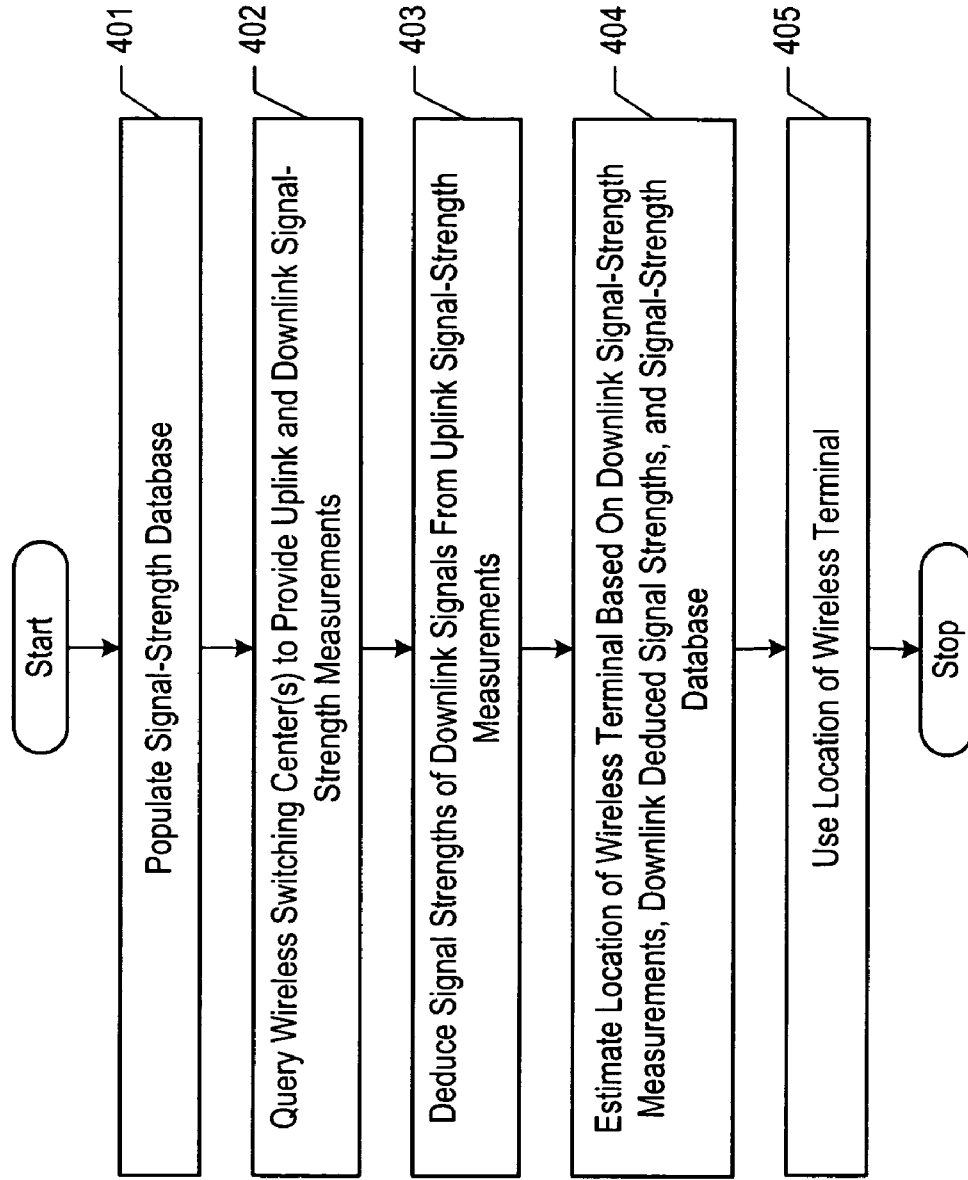 Start
401
Populate Signal-Strength Database
402
Query Wireless Switching Center(s) to Provide Uplink and Downlink Signal-
Strength Measurements
403
Deduce Signal Strengths of Downlink Signals From Uplink Signal-Strength
Measurements
404
Estimate Location of Wireless Terminal Based On Downlink Signal-Strength
Measurements, Downlink Deduced Signal Strengths, and Signal-Strength
Database
405
Use Location of Wireless Terminal
Stop